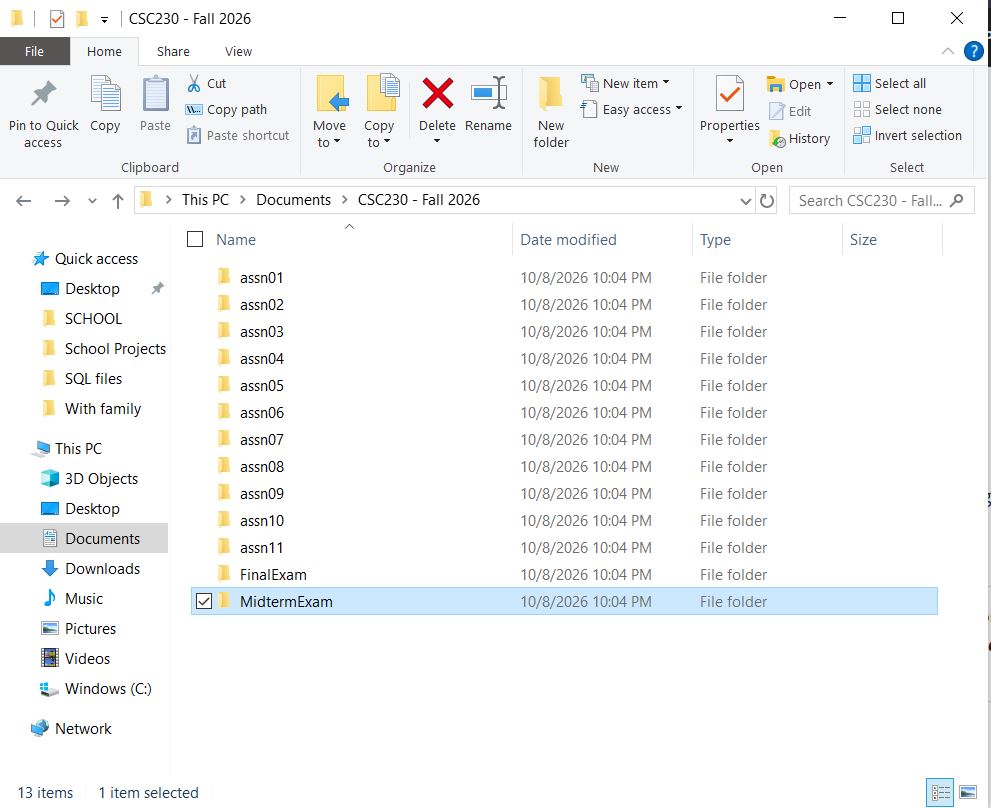 CSC230 - Fall 2026
File Home Share View
Pin to Quick access
Copy
Paste
Cut
Copy path
Paste shortcut
Clipboard
Move to
Copy to
Delete
Rename
Organize
New folder
New item
Easy access
New
Properties
Open
Edit
History
Open
Select all
Select none
Invert selection
Select
This PC > Documents > CSC230 - Fall 2026
Search CSC230 - Fall...
Name Date modified Type Size
Quick access
Desktop
SCHOOL
School Projects
SQL files
With family
This PC
3D Objects
Desktop
Documents
Downloads
Music
Pictures
Videos
Windows (C:)
Network
assn01 10/8/2026 10:04 PM File folder
assn02 10/8/2026 10:04 PM File folder
assn03 10/8/2026 10:04 PM File folder
assn04 10/8/2026 10:04 PM File folder
assn05 10/8/2026 10:04 PM File folder
assn06 10/8/2026 10:04 PM File folder
assn07 10/8/2026 10:04 PM File folder
assn08 10/8/2026 10:04 PM File folder
assn09 10/8/2026 10:04 PM File folder
assn10 10/8/2026 10:04 PM File folder
assn11 10/8/2026 10:04 PM File folder
FinalExam 10/8/2026 10:04 PM File folder
MidtermExam 10/8/2026 10:04 PM File folder
13 items 1 item selected